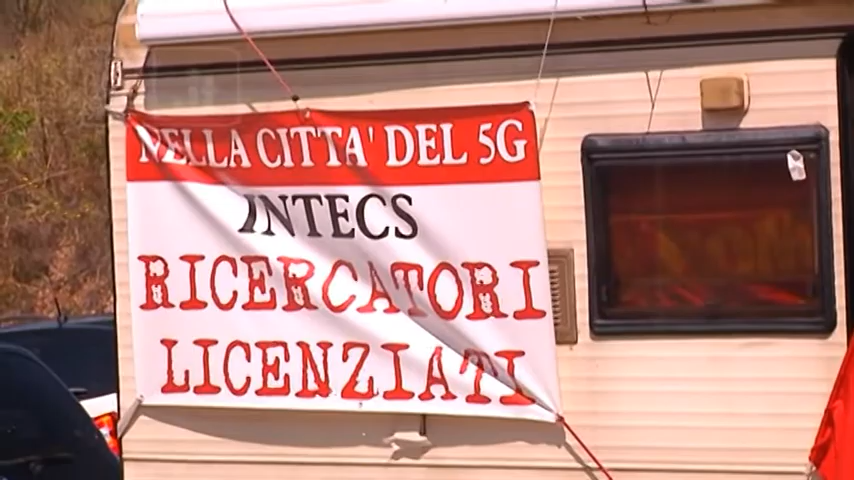 NELLA CITTA' DEL 5G
INTECS
RICERCATORI
LICENZIATI